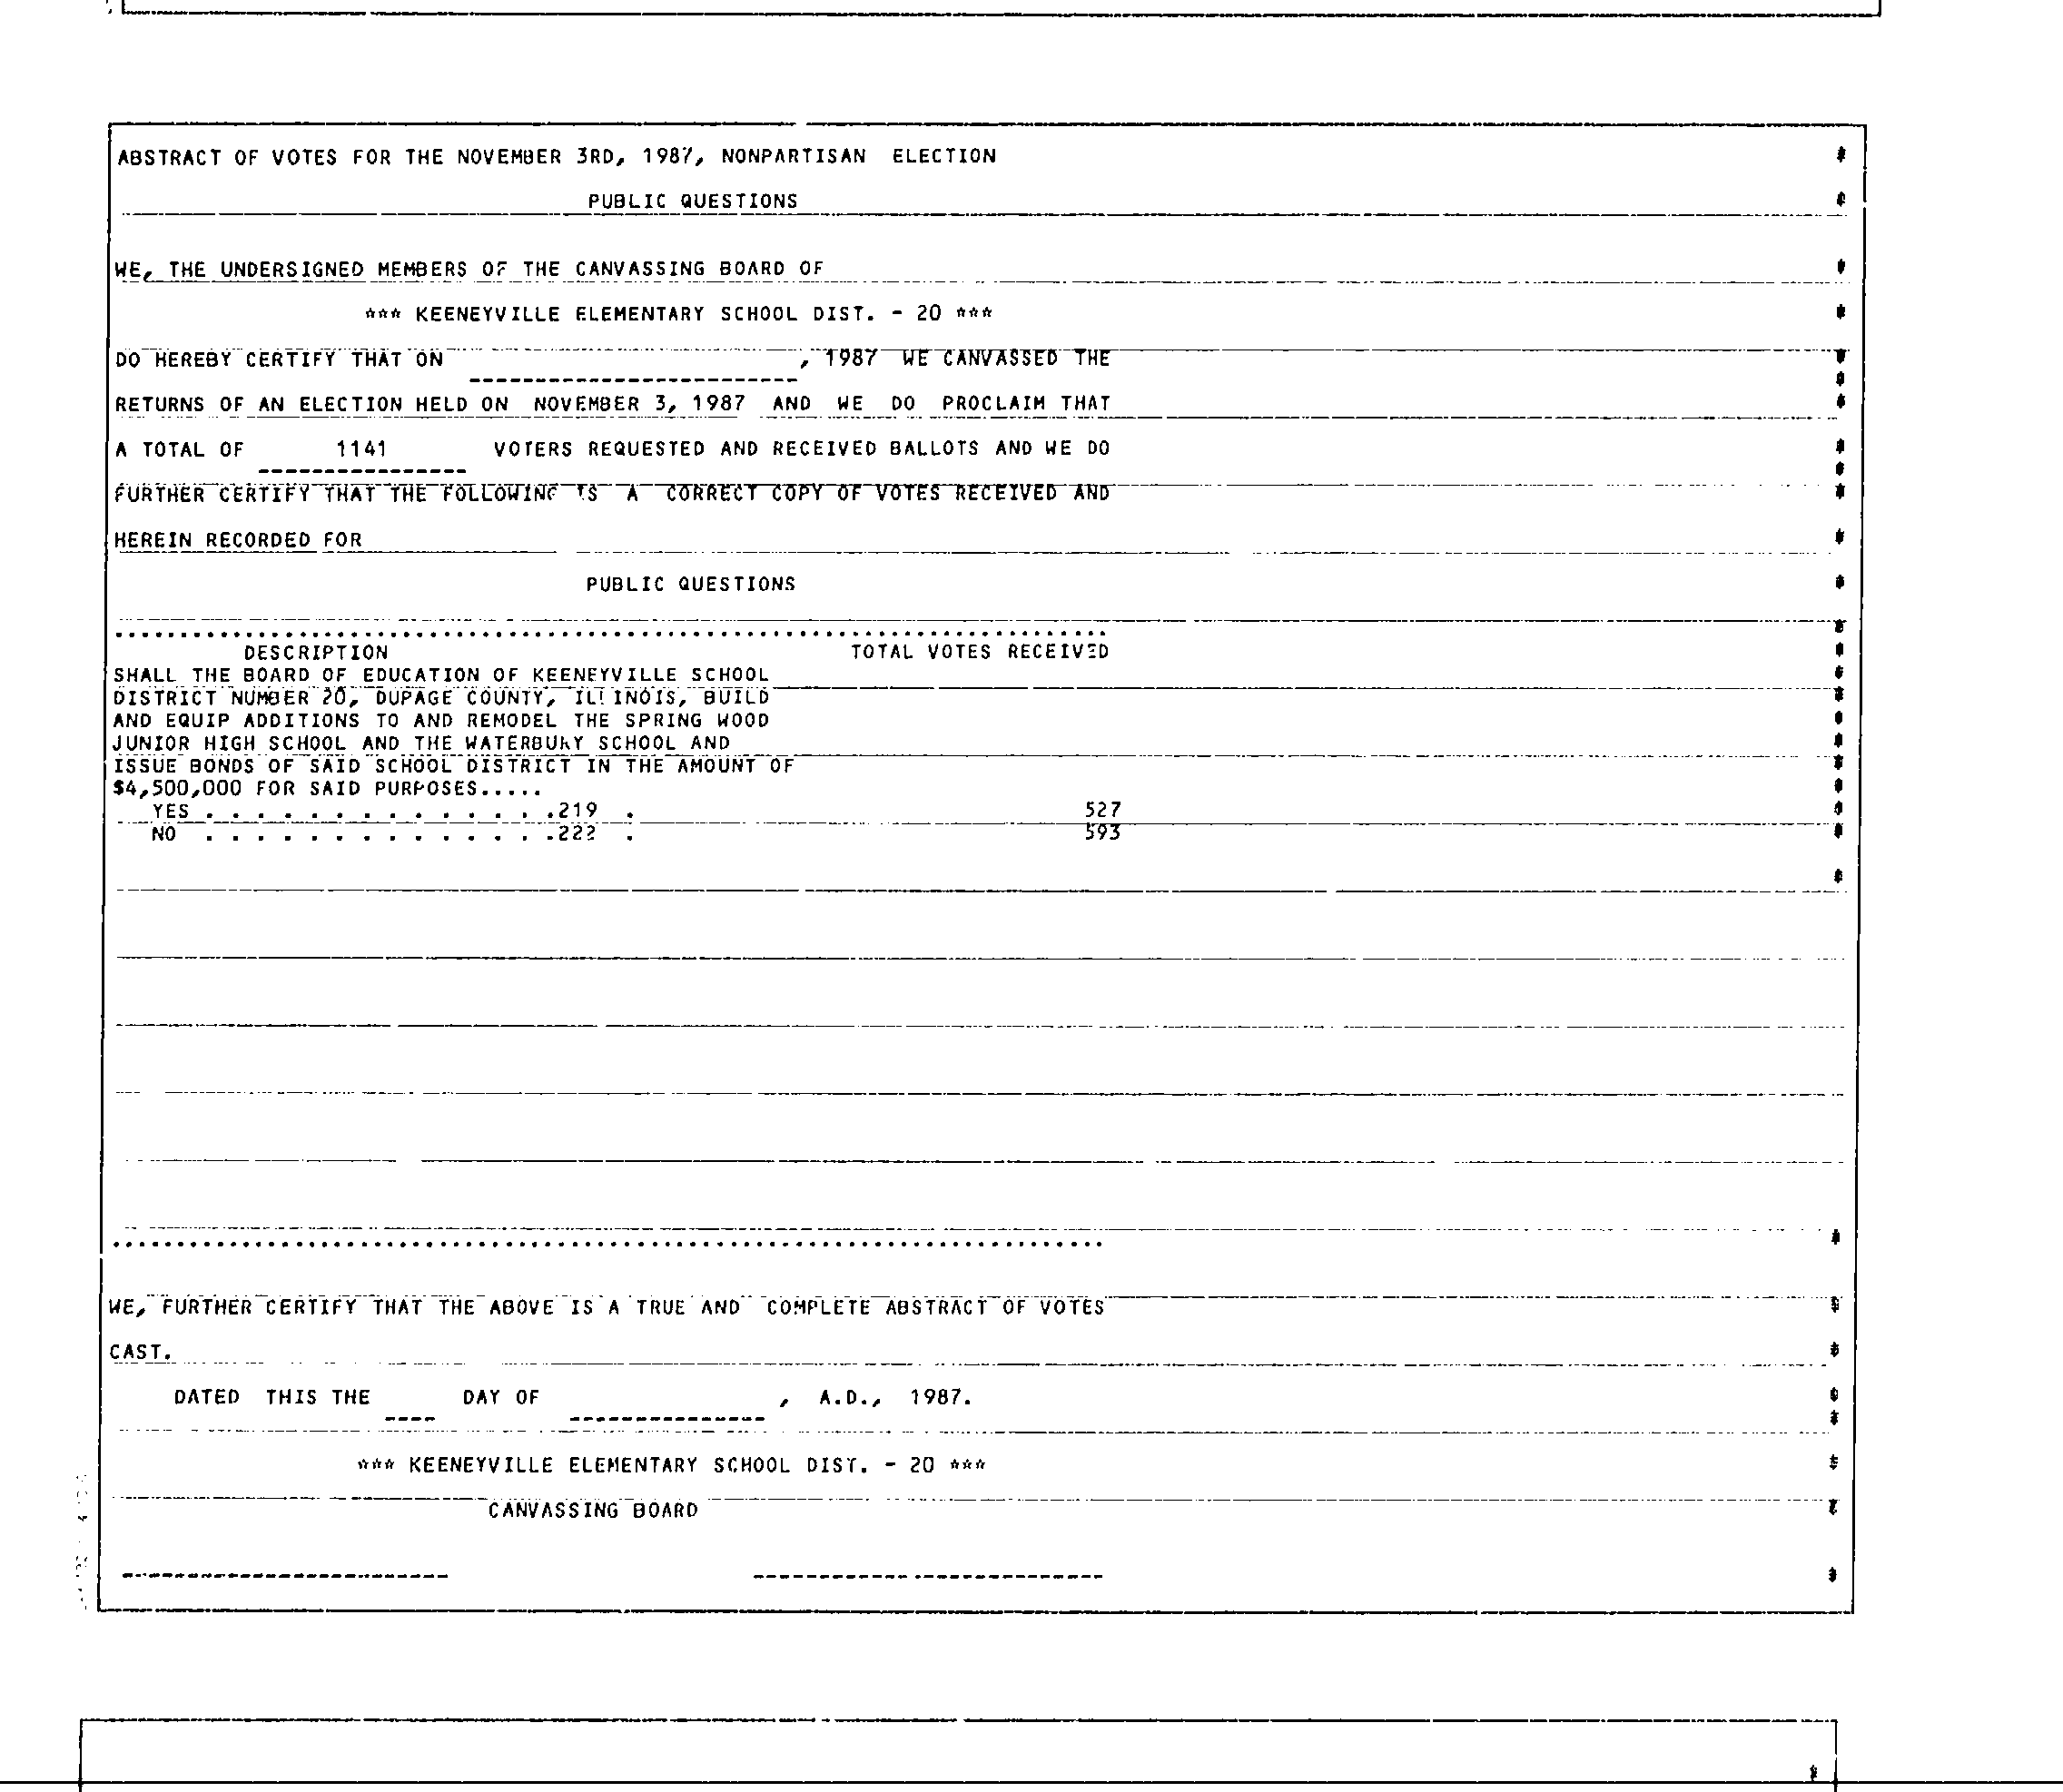 ABSTRACT OF VOTES FOR THE NOVEMBER 3RD, 1987, NONPARTISAN ELECTION
PUBLIC QUESTIONS
WE, THE UNDERSIGNED MEMBERS OF THE CANVASSING BOARD OF
*** KEENEYVILLE ELEMENTARY SCHOOL DIST. - 20 ***
DO HEREBY CERTIFY THAT ON , 1987 WE CANVASSED THE
RETURNS OF AN ELECTION HELD ON NOVEMBER 3, 1987 AND WE DO PROCLAIM THAT
A TOTAL OF 1141 VOTERS REQUESTED AND RECEIVED BALLOTS AND WE DO
FURTHER CERTIFY THAT THE FOLLOWING IS A CORRECT COPY OF VOTES RECEIVED AND
HEREIN RECORDED FOR
PUBLIC QUESTIONS
DESCRIPTION TOTAL VOTES RECEIVED
SHALL THE BOARD OF EDUCATION OF KEENEYVILLE SCHOOL
DISTRICT NUMBER 20, DUPAGE COUNTY, ILLINOIS, BUILD
AND EQUIP ADDITIONS TO AND REMODEL THE SPRING WOOD
JUNIOR HIGH SCHOOL AND THE WATERBURY SCHOOL AND
ISSUE BONDS OF SAID SCHOOL DISTRICT IN THE AMOUNT OF
$4,500,000 FOR SAID PURPOSES.....
YES . . . . . . . . . . . . . .219 . 527
NO . . . . . . . . . . . . . .222 . 593
WE, FURTHER CERTIFY THAT THE ABOVE IS A TRUE AND COMPLETE ABSTRACT OF VOTES
CAST.
DATED THIS THE ---- DAY OF --------------- , A.D., 1987.
*** KEENEYVILLE ELEMENTARY SCHOOL DIST. - 20 ***
CANVASSING BOARD